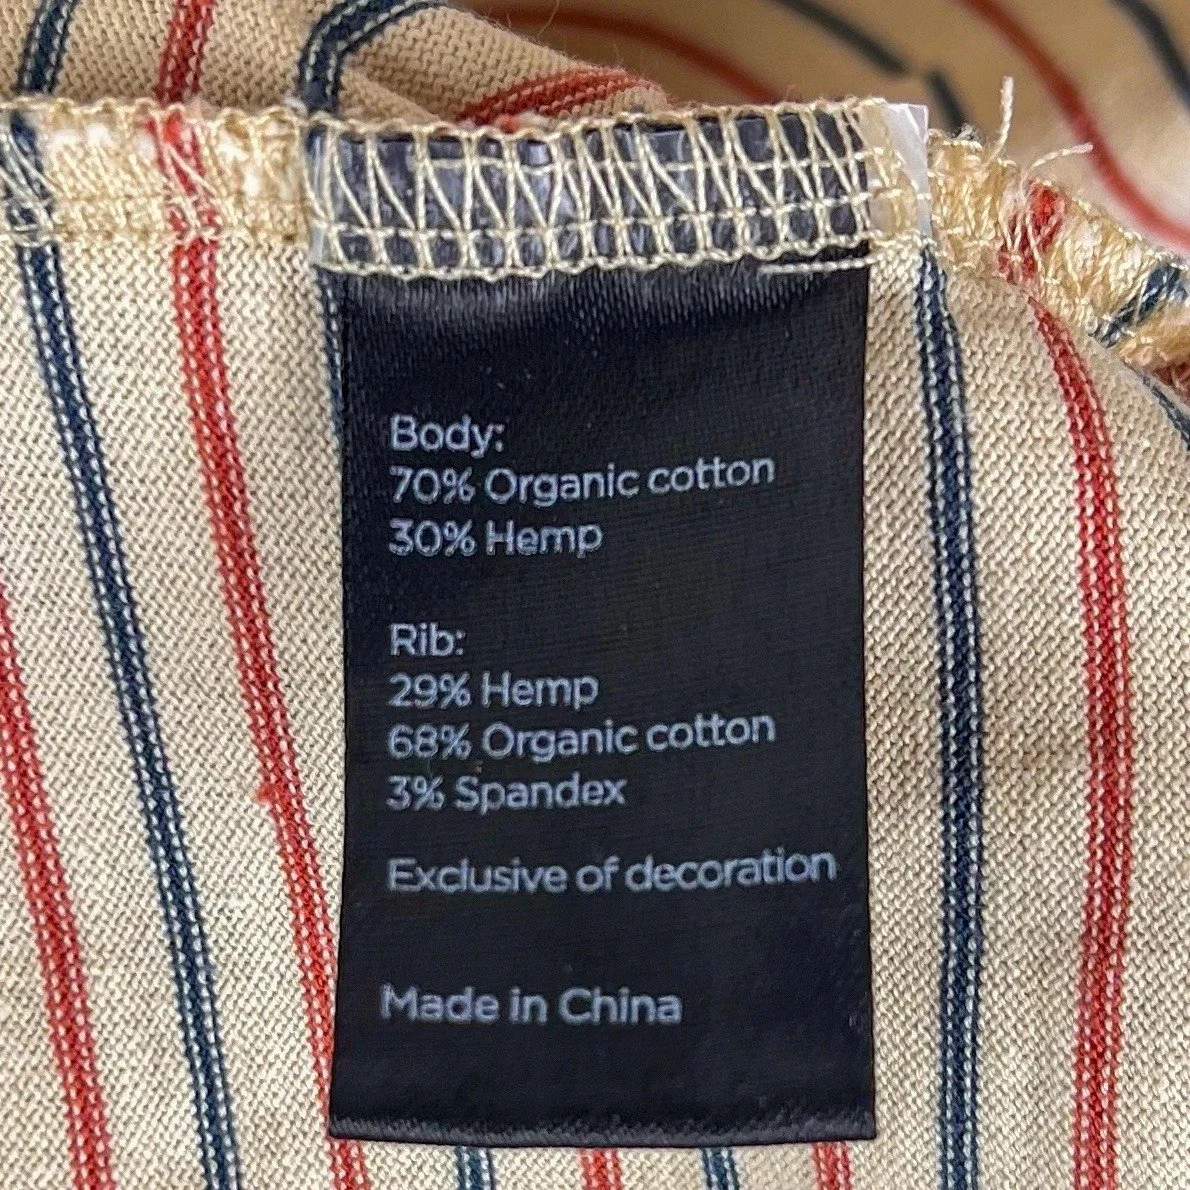 Body:
70% Organic cotton
30% Hemp
Rib:
29% Hemp
68% Organic cotton
3% Spandex
Exclusive of decoration
Made in China